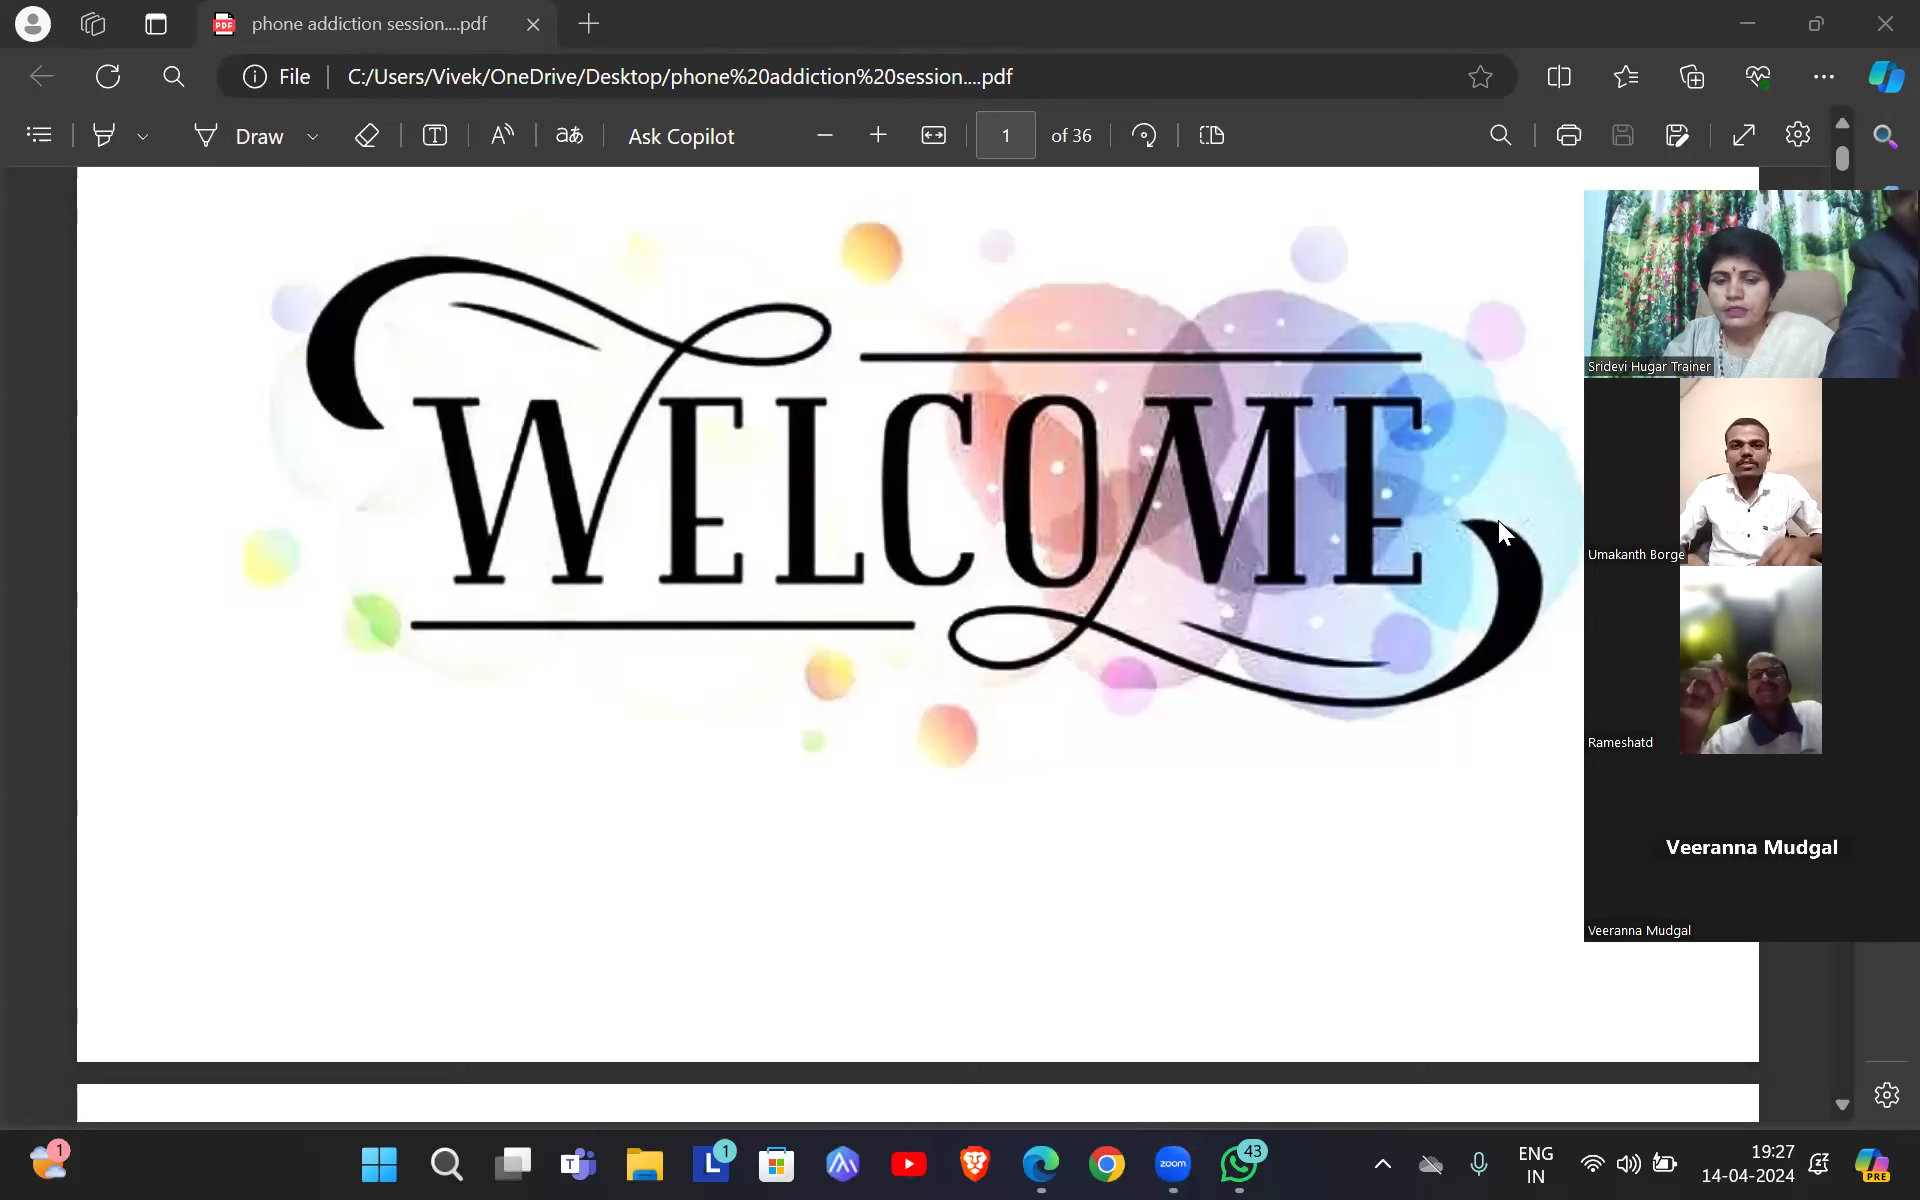 phone addiction session....pdf
File
C:/Users/Vivek/OneDrive/Desktop/phone%20addiction%20session....pdf
Draw
Ask Copilot
1 of 36
WELCOME
Sridevi Hugar Trainer
Umakanth Borge
Rameshatd
Veeranna Mudgal
Veeranna Mudgal
1
1
zoom
43
ENG
IN
19:27
14-04-2024
PRE